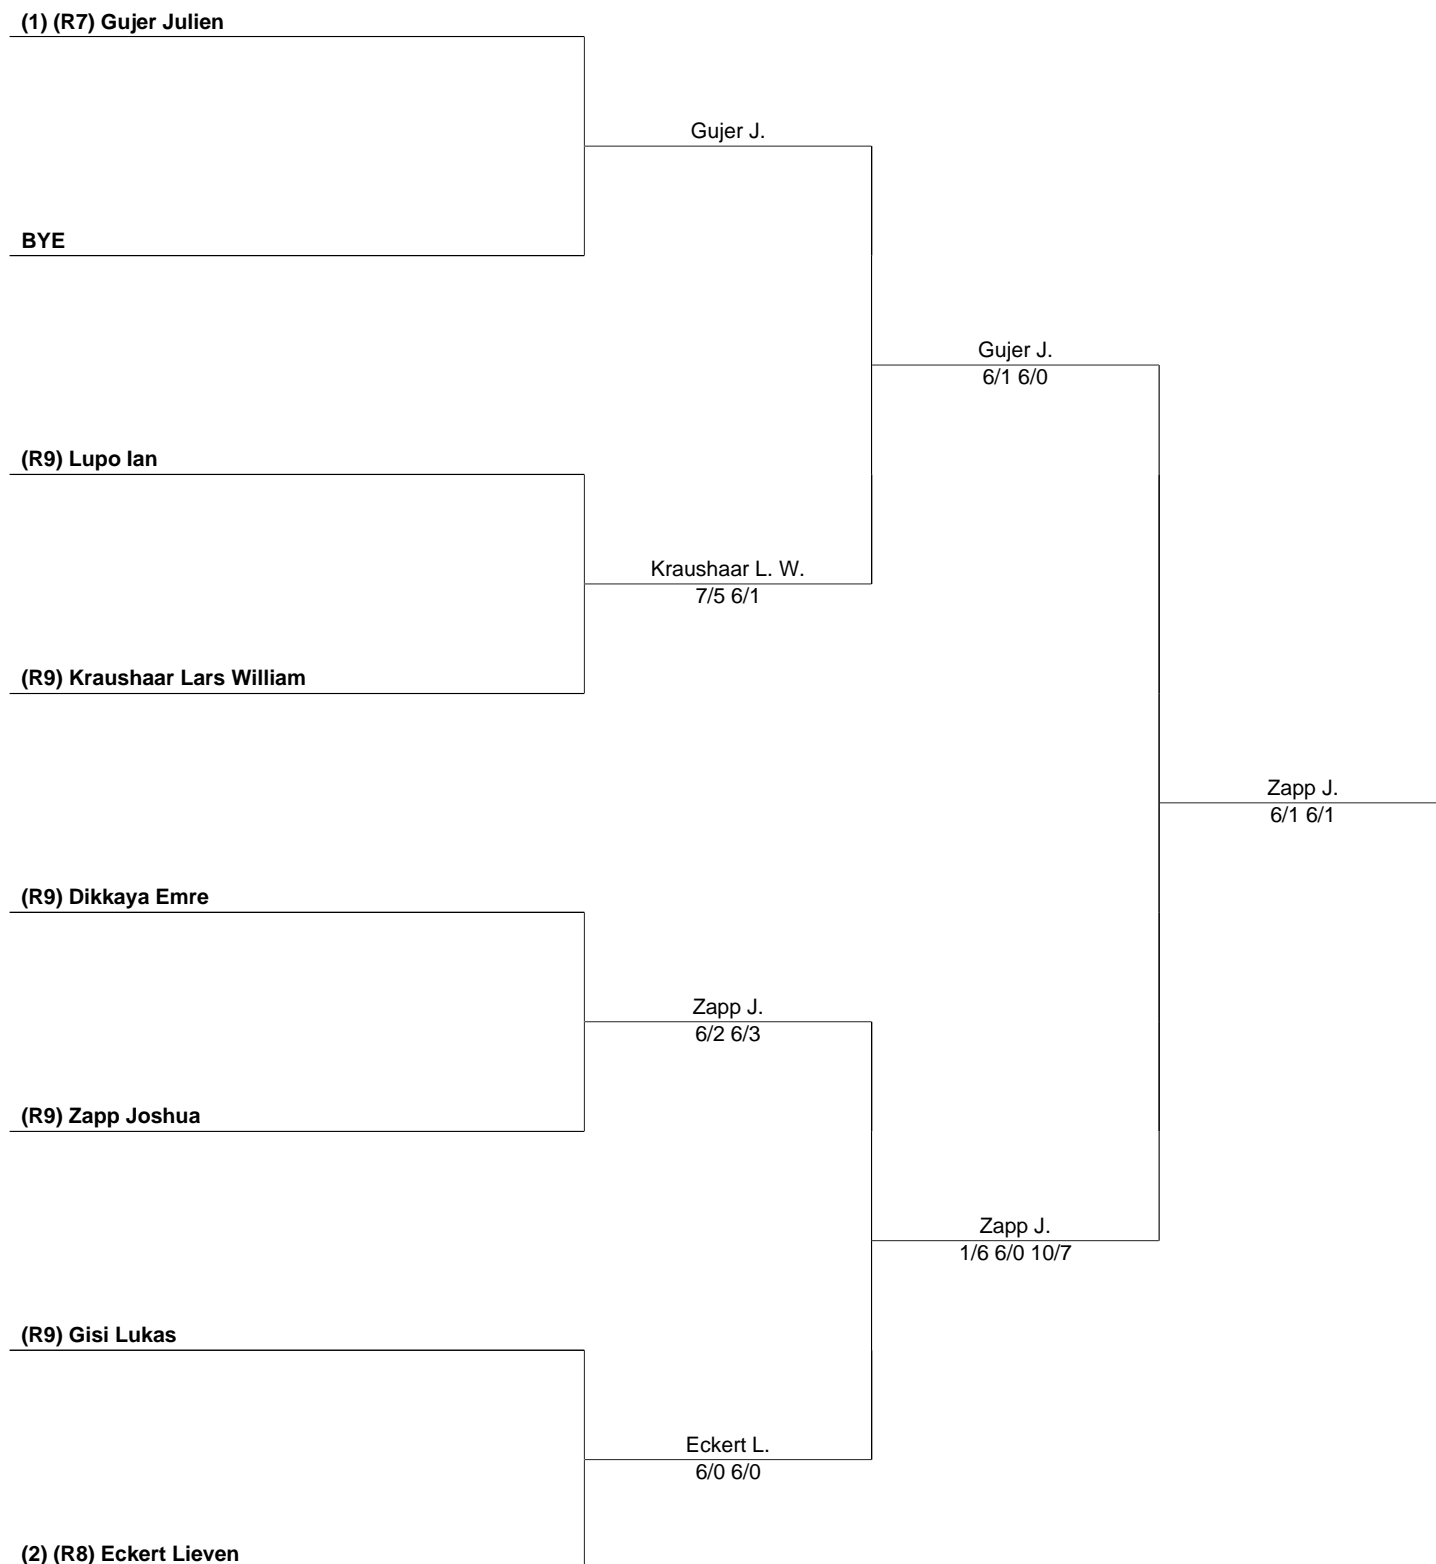 (1) (R7) Gujer Julien
Gujer J.
BYE
Gujer J.
6/1 6/0
(R9) Lupo Ian
Kraushaar L. W.
7/5 6/1
(R9) Kraushaar Lars William
Zapp J.
6/1 6/1
(R9) Dikkaya Emre
Zapp J.
6/2 6/3
(R9) Zapp Joshua
Zapp J.
1/6 6/0 10/7
(R9) Gisi Lukas
Eckert L.
6/0 6/0
(2) (R8) Eckert Lieven